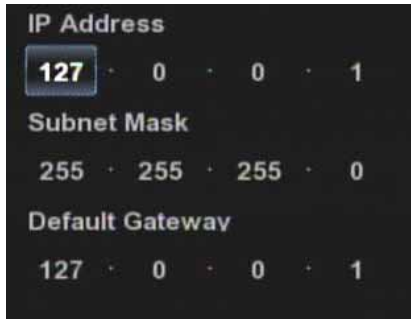 IP Address
127 · 0 · 0 · 1
Subnet Mask
255 · 255 · 255 · 0
Default Gateway
127 · 0 · 0 · 1